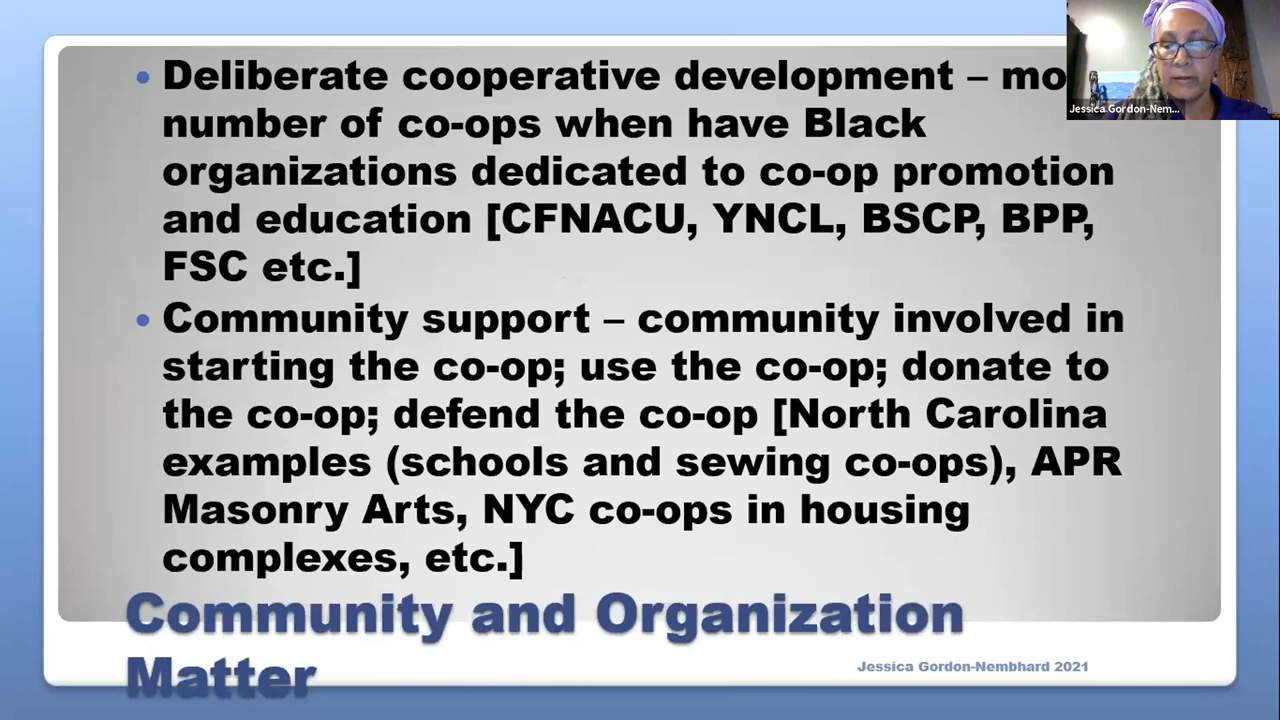 • Deliberate cooperative development – mo
number of co-ops when have Black
organizations dedicated to co-op promotion
and education [CFNACU, YNCL, BSCP, BPP,
FSC etc.]
• Community support – community involved in
starting the co-op; use the co-op; donate to
the co-op; defend the co-op [North Carolina
examples (schools and sewing co-ops), APR
Masonry Arts, NYC co-ops in housing
complexes, etc.]
Community and Organization
Matter
Jessica Gordon-Nembhard 2021
Jessica Gordon-Nem...